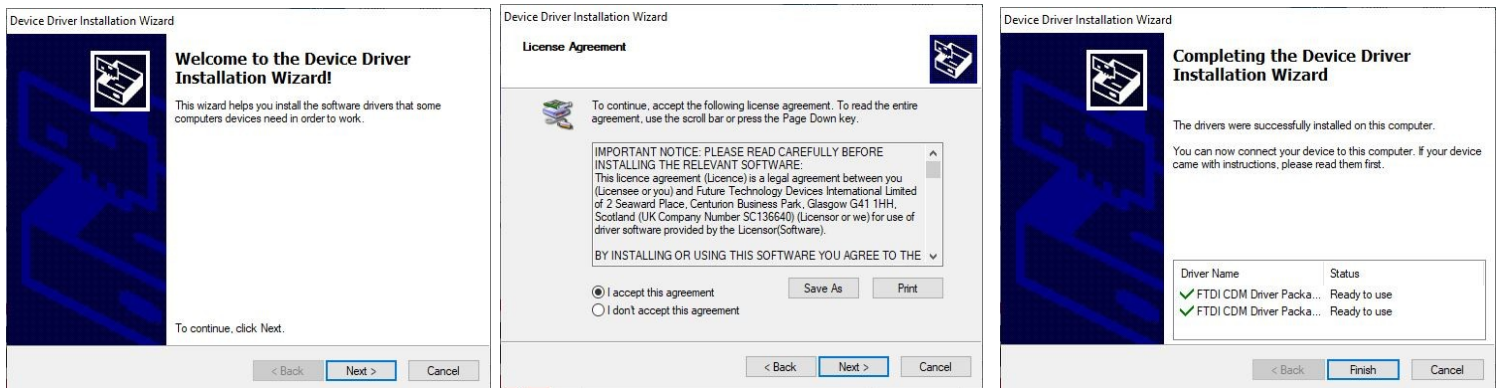 Device Driver Installation Wizard
Welcome to the Device Driver
Installation Wizard!
This wizard helps you install the software drivers that some
computers devices need in order to work.
To continue, click Next.
< Back
Next >
Cancel
Device Driver Installation Wizard
License Agreement
To continue, accept the following license agreement. To read the entire
agreement, use the scroll bar or press the Page Down key.
IMPORTANT NOTICE: PLEASE READ CAREFULLY BEFORE
INSTALLING THE RELEVANT SOFTWARE:
This licence agreement (Licence) is a legal agreement between you
(Licensee or you) and Future Technology Devices International Limited
of 2 Seaward Place, Centurion Business Park, Glasgow G41 1HH,
Scotland (UK Company Number SC136640) (Licensor or we) for use of
driver software provided by the Licensor(Software).
BY INSTALLING OR USING THIS SOFTWARE YOU AGREE TO THE
I accept this agreement
Save As
Print
I don't accept this agreement
< Back
Next >
Cancel
Device Driver Installation Wizard
Completing the Device Driver
Installation Wizard
The drivers were successfully installed on this computer.
You can now connect your device to this computer. If your device
came with instructions, please read them first.
Driver Name Status
FTDI CDM Driver Packa... Ready to use
FTDI CDM Driver Packa... Ready to use
< Back
Finish
Cancel